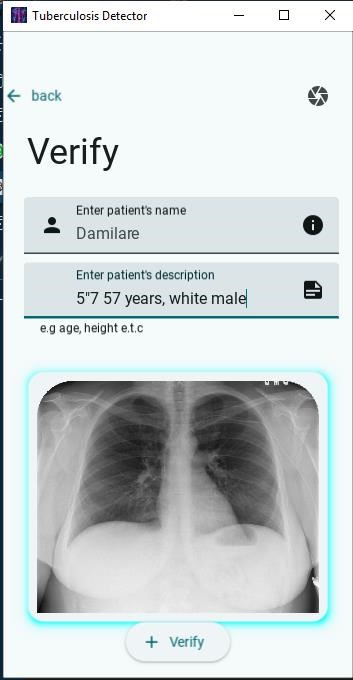 Tuberculosis Detector
back
Verify
Enter patient's name
Damilare
Enter patient's description
5"7 57 years, white male
e.g age, height e.t.c
Verify